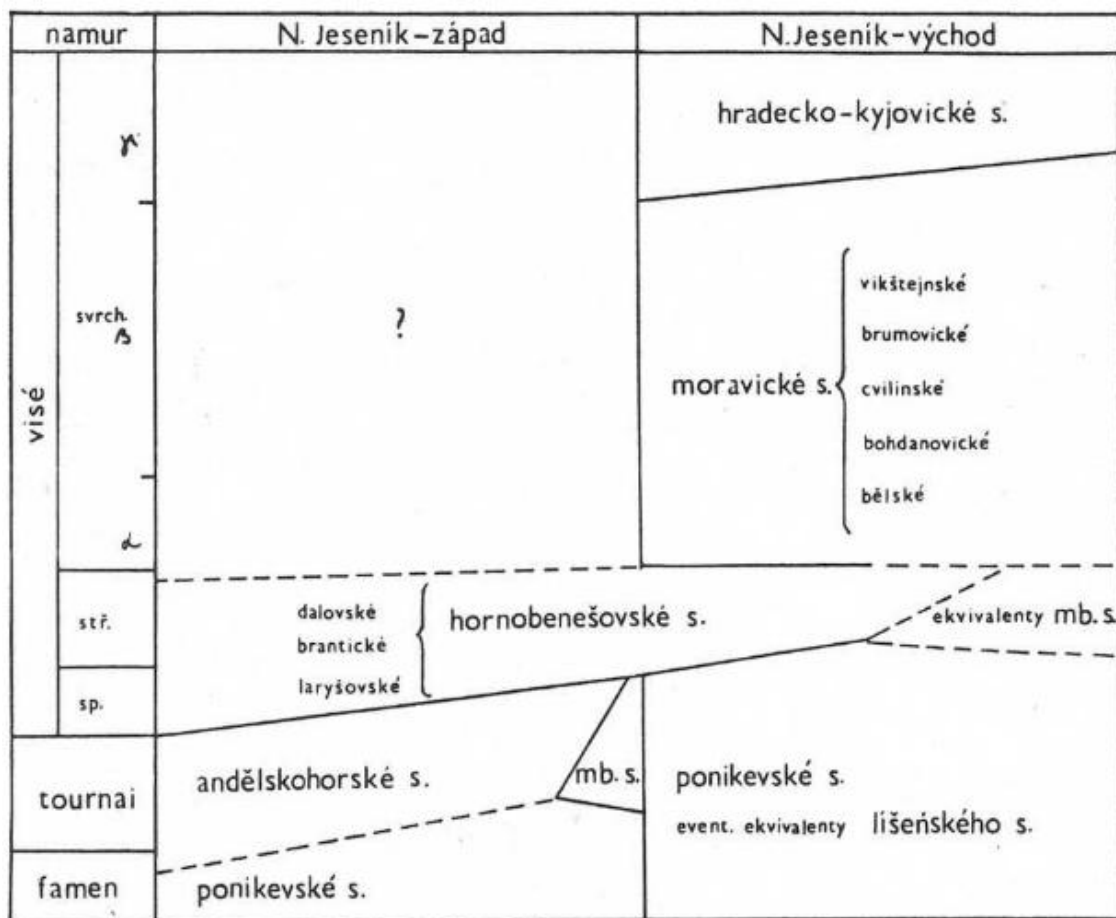 namur
N. Jeseník-západ
N. Jeseník-východ
hradecko-kyjovické s.
γ
visé
svrch.
β
?
moravické s.
vikštejnské
brumovické
cvilinské
bohdanovické
bělské
α
stř.
dalovské
brantické
laryšovské
hornobenešovské s.
ekvivalenty mb. s.
sp.
tournai
andělskohorské s.
mb. s.
ponikevské s.
event. ekvivalenty líšeńského s.
famen
ponikevské s.